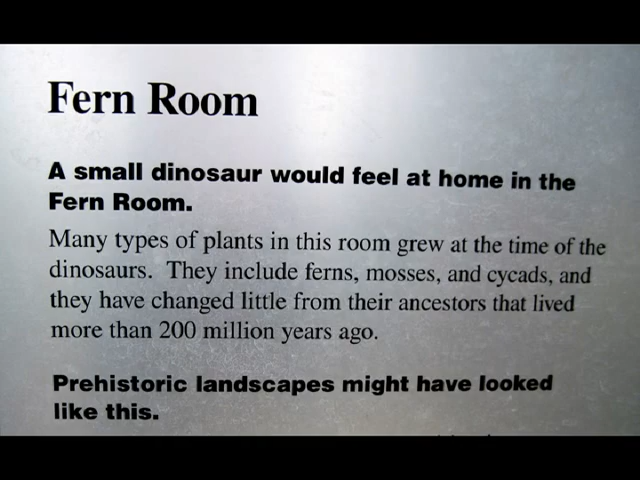 Fern Room
A small dinosaur would feel at home in the
Fern Room.
Many types of plants in this room grew at the time of the
dinosaurs. They include ferns, mosses, and cycads, and
they have changed little from their ancestors that lived
more than 200 million years ago.
Prehistoric landscapes might have looked
like this.